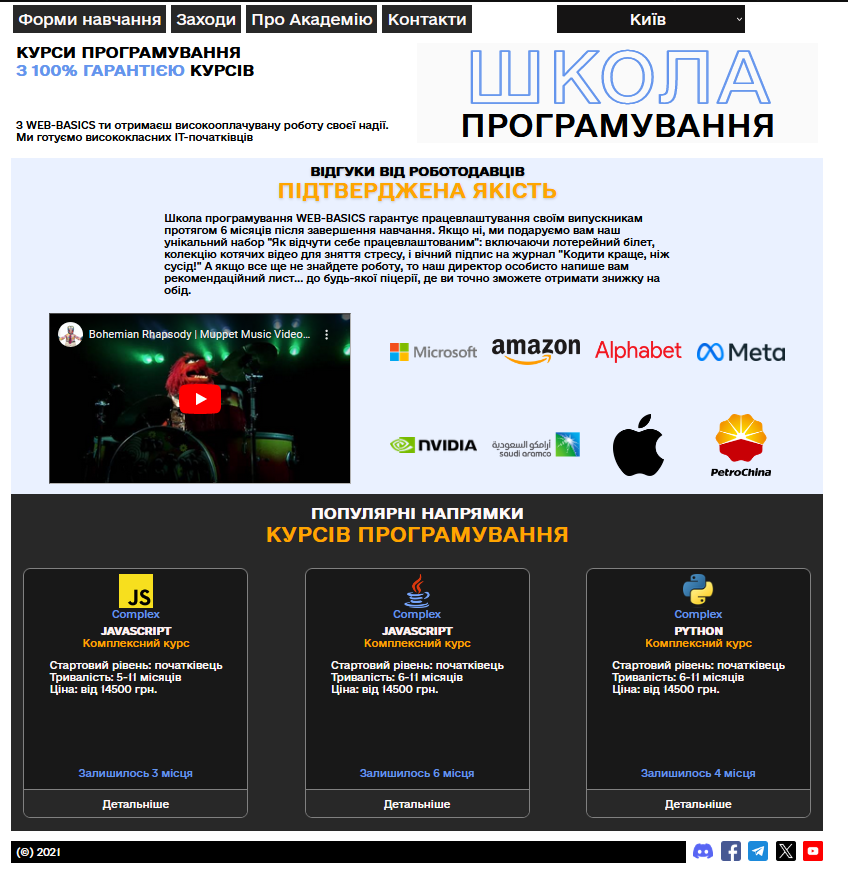 Форми навчання Заходи Про Академію Контакти Київ
КУРСИ ПРОГРАМУВАННЯ
З 100% ГАРАНТІЄЮ КУРСІВ
З WEB-BASICS ти отримаєш високооплачувану роботу своєї надії.
Ми готуємо висококласних IT-початківців
ШКОЛА
ПРОГРАМУВАННЯ
ВІДГУКИ ВІД РОБОТОДАВЦІВ
ПІДТВЕРДЖЕНА ЯКІСТЬ
Школа програмування WEB-BASICS гарантує працевлаштування своїм випускникам
протягом 6 місяців після завершення навчання. Якщо ні, ми подаруємо вам наш
унікальний набор "Як відчути себе працевлаштованим": включаючи лотерейний білет,
колекцію котячих відео для зняття стресу, і вічний підпис на журнал "Кодити краще, ніж
сусід!" А якщо все ще не знайдете роботу, то наш директор особисто напише вам
рекомендаційний лист... до будь-якої піцерії, де ви точно зможете отримати знижку на
обід.
Bohemian Rhapsody | Muppet Music Video...
Microsoft amazon Alphabet Meta
NVIDIA أرامكو السعودية
saudi aramco
PetroChina
ПОПУЛЯРНІ НАПРЯМКИ
КУРСІВ ПРОГРАМУВАННЯ
JS
Complex
JAVASCRIPT
Комплексний курс
Стартовий рівень: початківець
Тривалість: 5-11 місяців
Ціна: від 14500 грн.
Залишилось 3 місця
Детальніше
Complex
JAVASCRIPT
Комплексний курс
Стартовий рівень: початківець
Тривалість: 6-11 місяців
Ціна: від 14500 грн.
Залишилось 6 місця
Детальніше
Complex
PYTHON
Комплексний курс
Стартовий рівень: початківець
Тривалість: 6-11 місяців
Ціна: від 14500 грн.
Залишилось 4 місця
Детальніше
(©) 2021